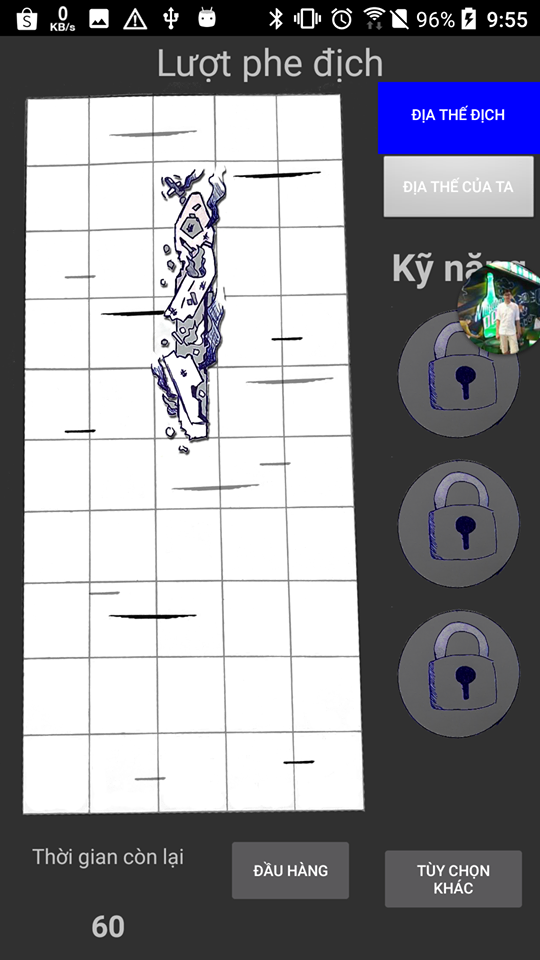 0
KB/s
96%
9:55
Lượt phe địch
ĐỊA THẾ ĐỊCH
ĐỊA THẾ CỦA TA
Kỹ năng
Thời gian còn lại
60
ĐẦU HÀNG
TÙY CHỌN
KHÁC